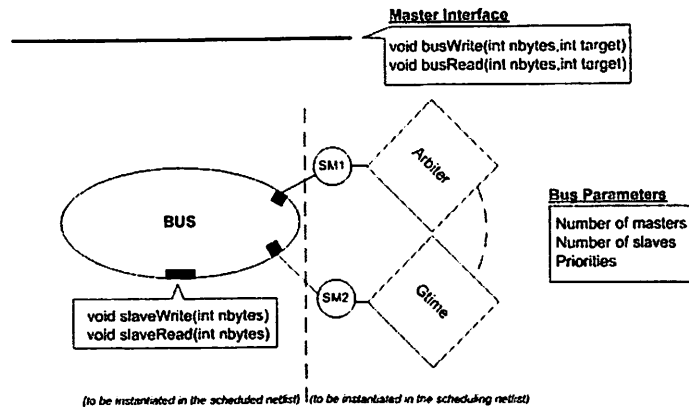 Master Interface
void busWrite(int nbytes,int target)
void busRead(int nbytes,int target)
SM1
Arbiter
BUS
Bus Parameters
Number of masters
Number of slaves
Priorities
SM2
Gtime
void slaveWrite(int nbytes)
void slaveRead(int nbytes)
(to be instantiated in the scheduled netlist)
(to be instantiated in the scheduling netlist)